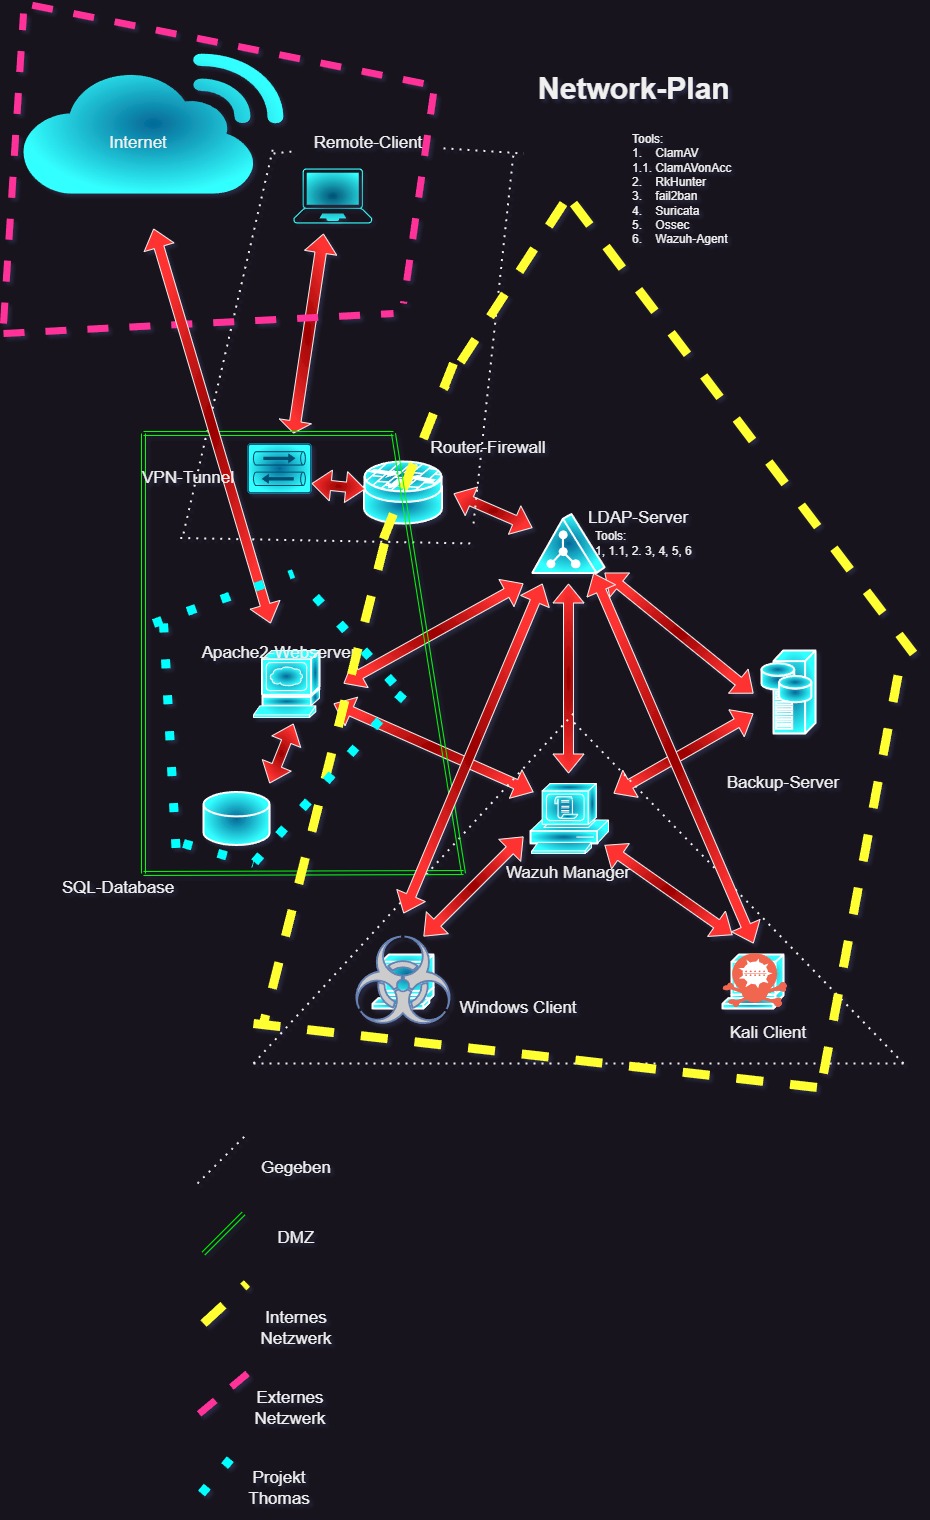 Network-Plan
Internet
Remote-Client
Tools:
1. ClamAV
1.1. ClamAVonAcc
2. RkHunter
3. fail2ban
4. Suricata
5. Ossec
6. Wazuh-Agent
Router-Firewall
VPN-Tunnel
LDAP-Server
Tools:
1, 1.1, 2. 3, 4, 5, 6
Apache2 Webserver
Backup-Server
Wazuh Manager
SQL-Database
Windows Client
Kali Client
Gegeben
DMZ
Internes
Netzwerk
Externes
Netzwerk
Projekt
Thomas